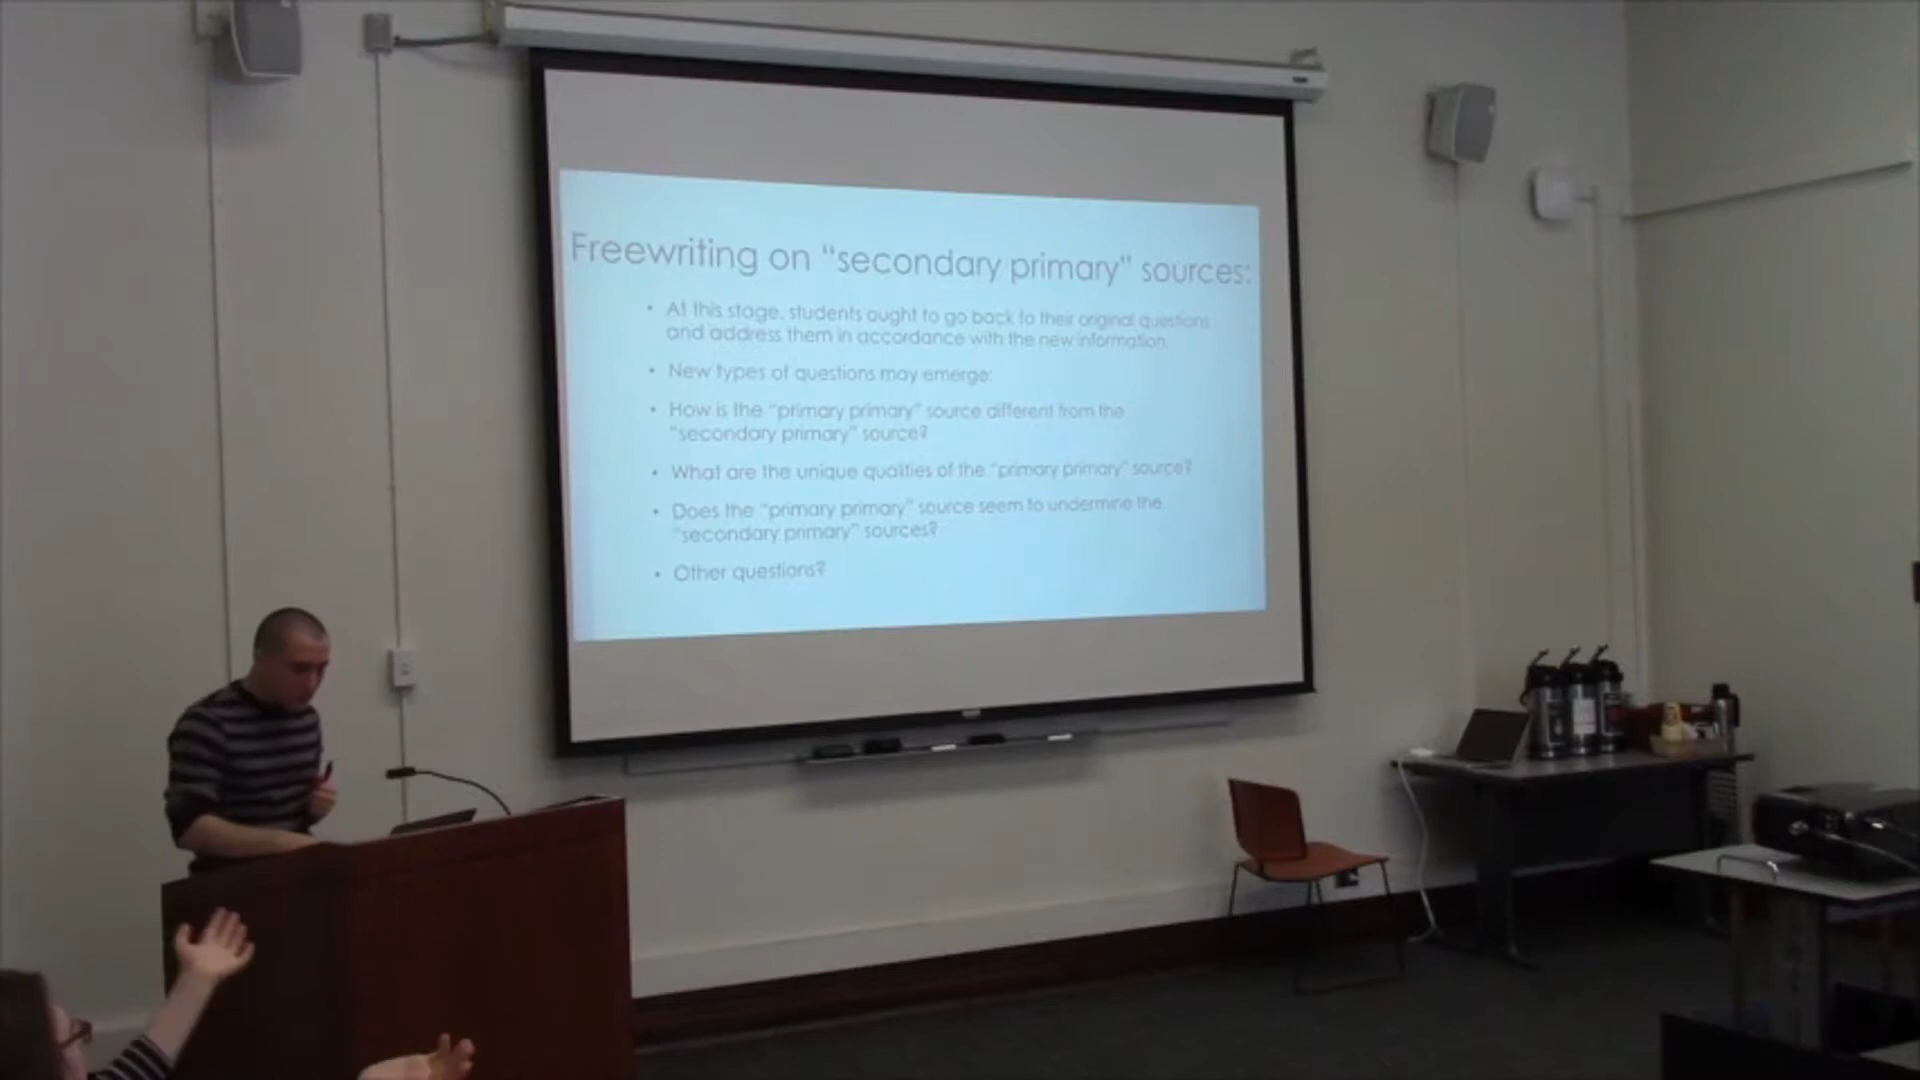 Freewriting on “secondary primary” sources:
• At this stage, students ought to go back to their original questions
and address them in accordance with the new information.
• New types of questions may emerge:
• How is the “primary primary” source different from the
“secondary primary” source?
• What are the unique qualities of the “primary primary” source?
• Does the “primary primary” source seem to undermine the
“secondary primary” sources?
• Other questions?